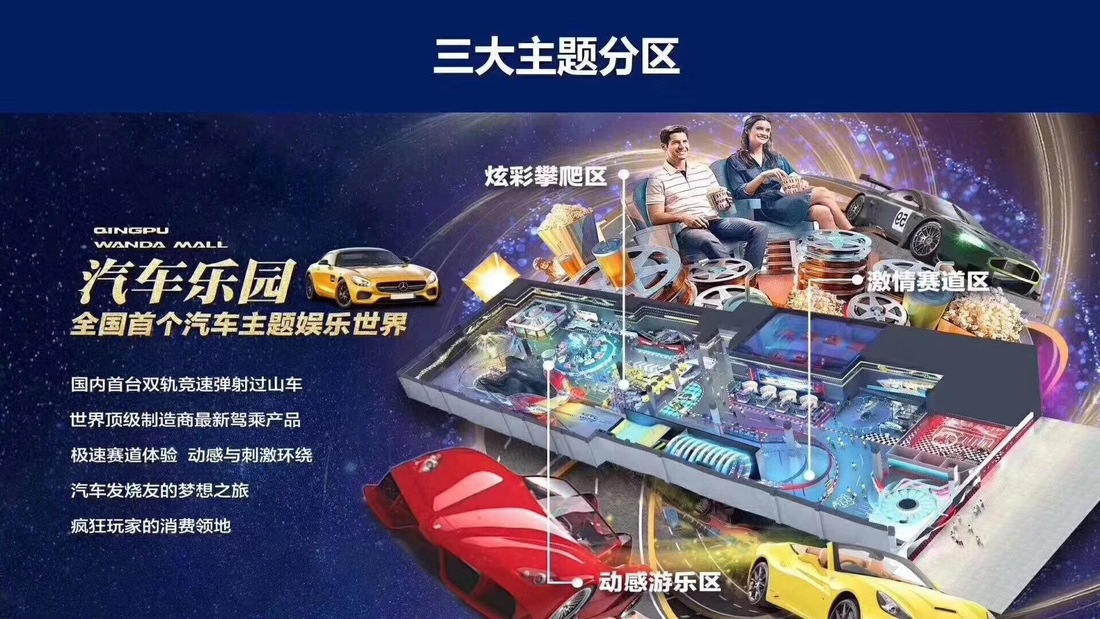 三大主题分区
炫彩攀爬区
QINGPU
WANDA MALL
汽车乐园
全国首个汽车主题娱乐世界
激情赛道区
国内首台双轨竞速弹射过山车
世界顶级制造商最新驾乘产品
极速赛道体验 动感与刺激环绕
汽车发烧友的梦想之旅
疯狂玩家的消费领地
动感游乐区